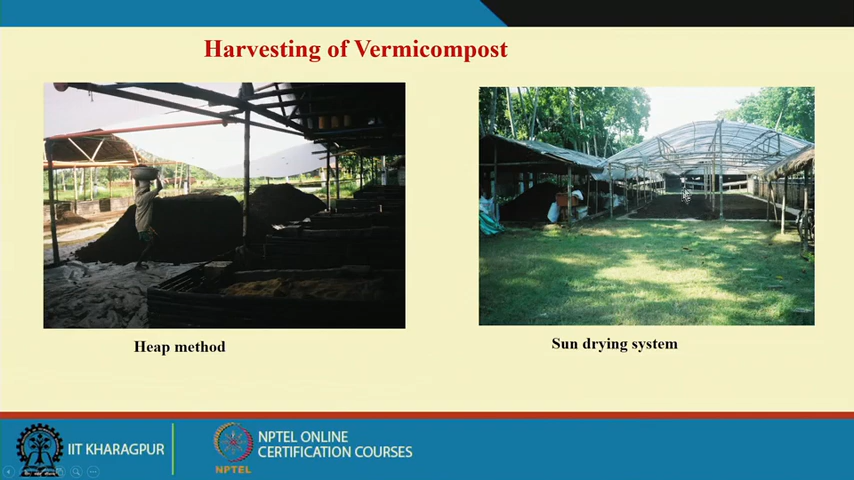 Harvesting of Vermicompost
Heap method
Sun drying system
IIT KHARAGPUR
NPTEL
NPTEL ONLINE
CERTIFICATION COURSES